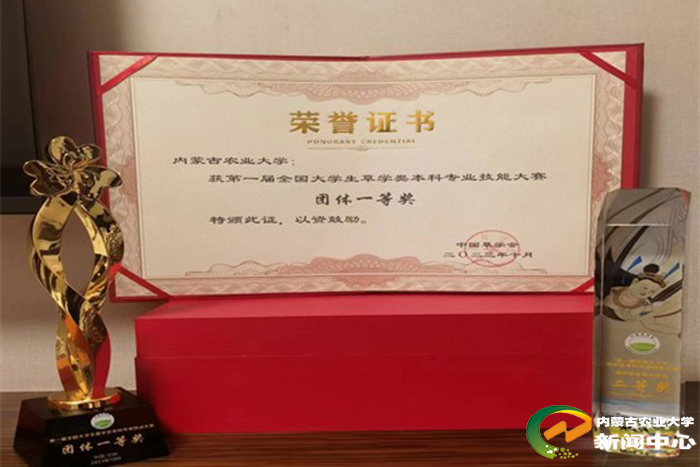 荣誉证书
HONORARY CREDENTIAL
内蒙古农业大学：
获第一届全国大学生草学类本科专业技能大赛
团体一等奖
特颁此证，以资鼓励。
中国草学会
二〇二三年十月
团体一等奖
二等奖
内蒙古农业大学
新闻中心